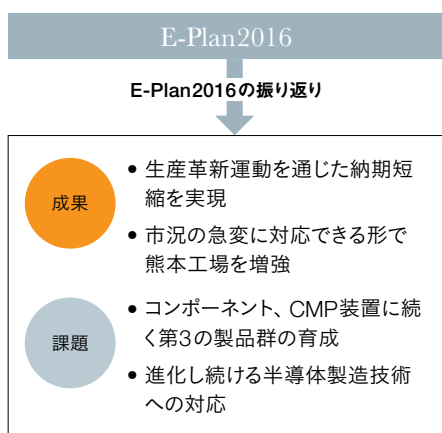 E-Plan2016
E-Plan2016の振り返り
成果
● 生産革新運動を通じた納期短
縮を実現
● 市況の急変に対応できる形で
熊本工場を増強
課題
● コンポーネント、CMP装置に続
く第3の製品群の育成
● 進化し続ける半導体製造技術
への対応